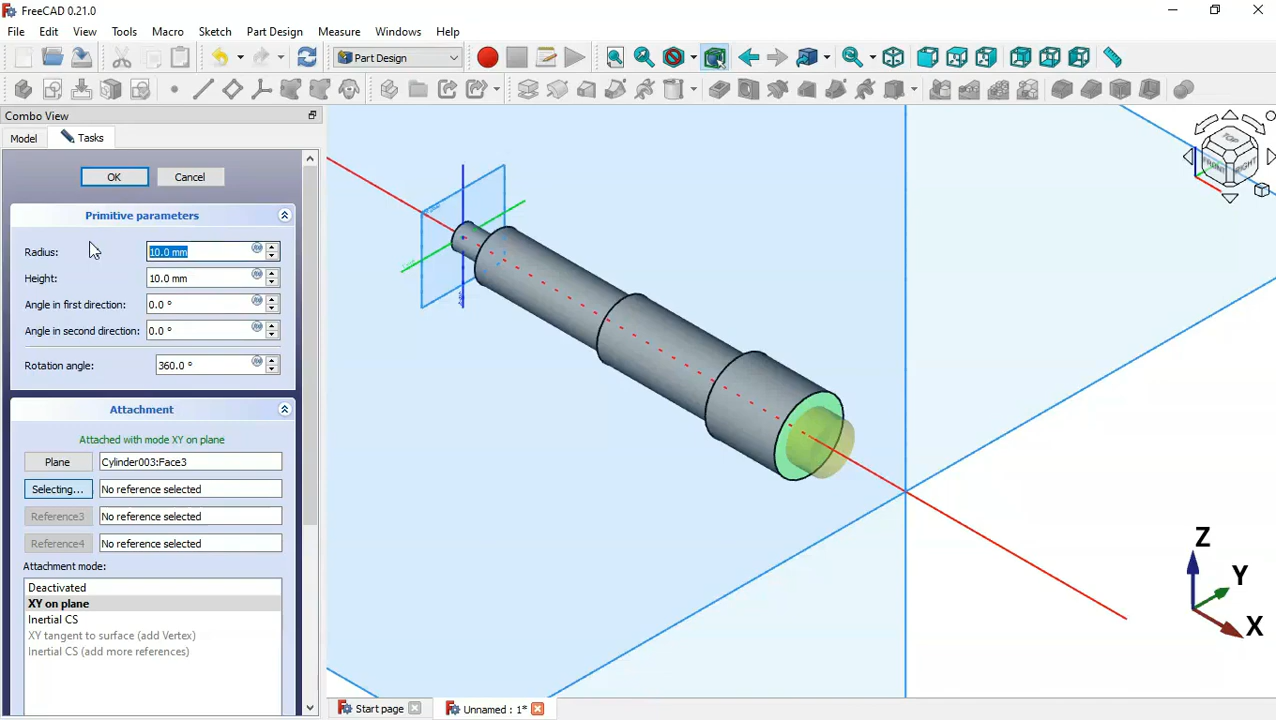 FreeCAD 0.21.0
File Edit View Tools Macro Sketch Part Design Measure Windows Help
Part Design
Combo View
Model Tasks
OK Cancel
Primitive parameters
Radius: 10.0 mm
Height: 10.0 mm
Angle in first direction: 0.0 °
Angle in second direction: 0.0 °
Rotation angle: 360.0 °
Attachment
Attached with mode XY on plane
Plane Cylinder003:Face3
Selecting... No reference selected
Reference3 No reference selected
Reference4 No reference selected
Attachment mode:
Deactivated
XY on plane
Inertial CS
XY tangent to surface (add Vertex)
Inertial CS (add more references)
TOP
FRONT RIGHT
Z
Y
X
Start page Unnamed : 1*